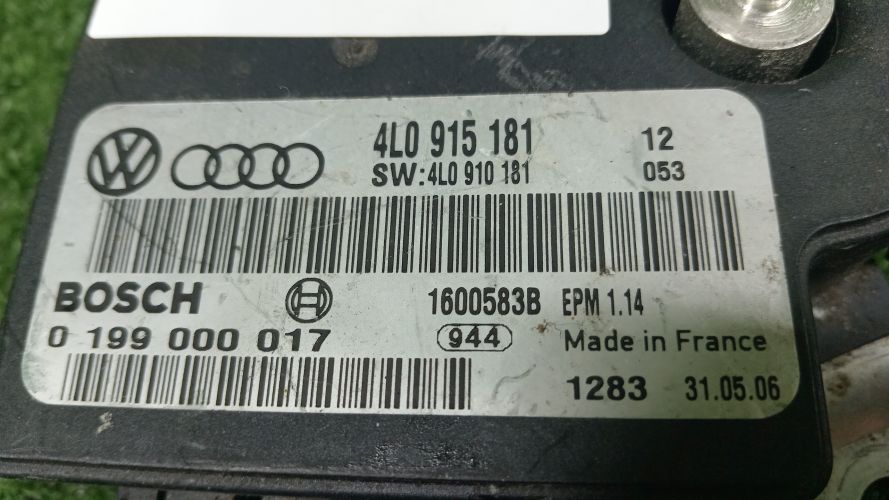 4L0 915 181 12
SW:4L0 910 181 053
BOSCH 1600583B EPM 1.14
0 199 000 017 944 Made in France
1283 31.05.06